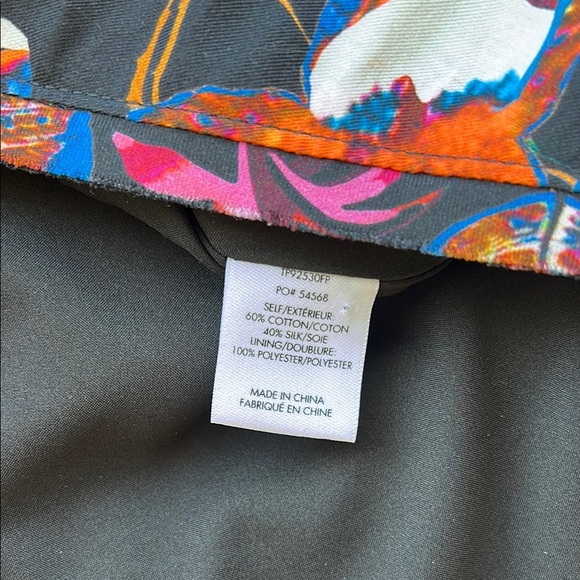 TP92530FP
PO# 54568
SELF/EXTÉRIEUR:
60% COTTON/COTON
40% SILK/SOIE
LINING/DOUBLURE:
100% POLYESTER/POLYESTER
MADE IN CHINA
FABRIQUÉ EN CHINE